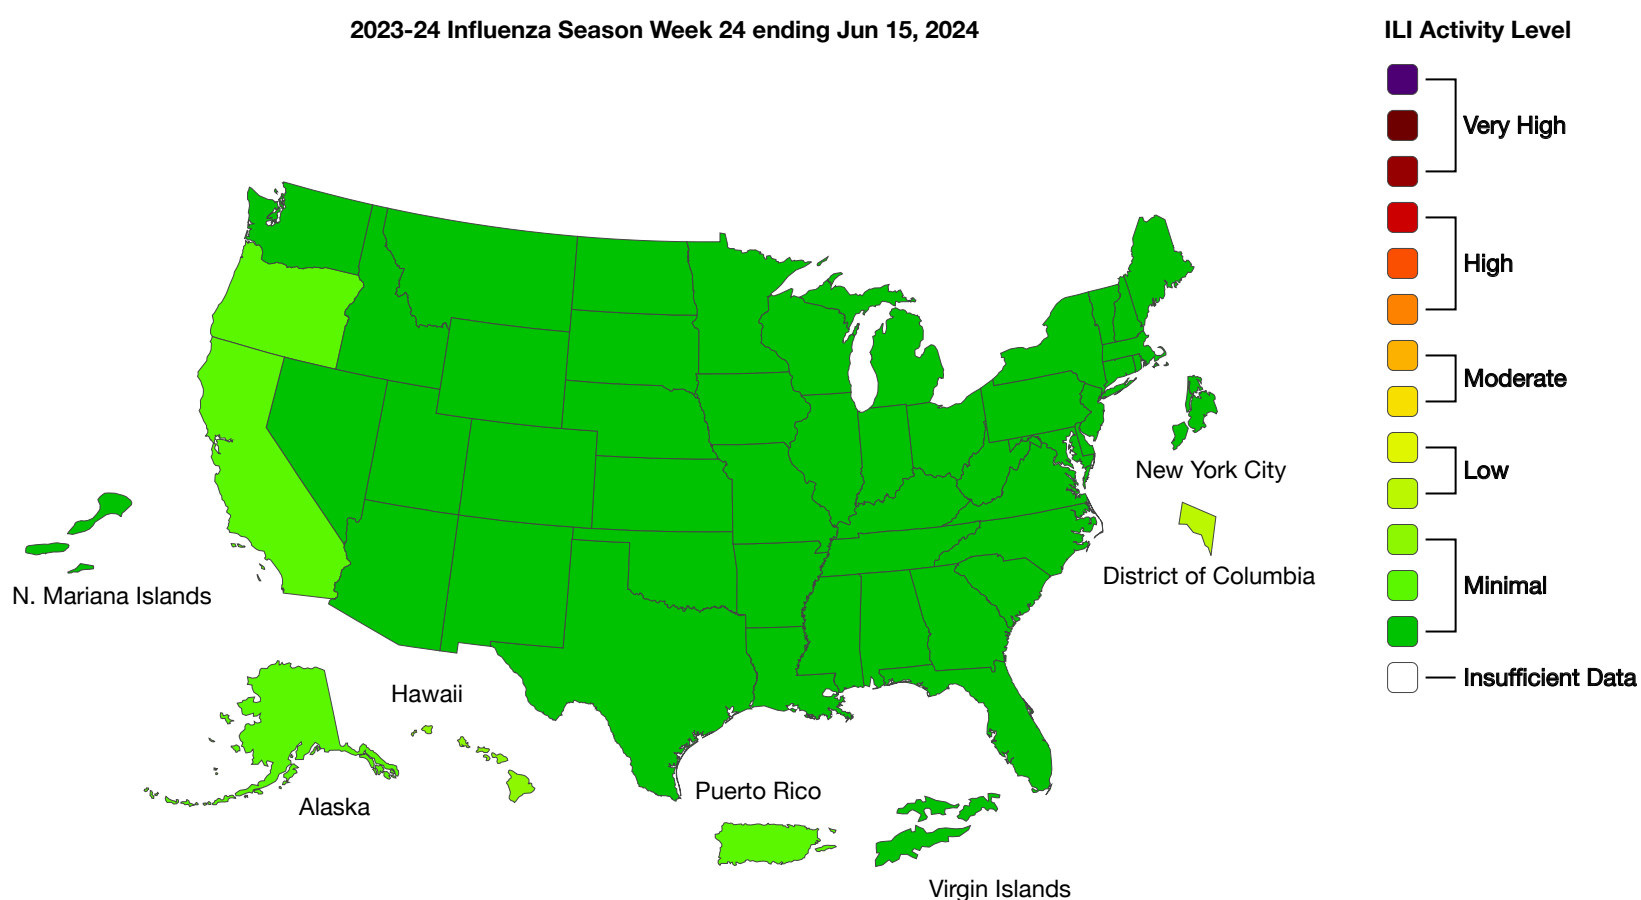 2023-24 Influenza Season Week 24 ending Jun 15, 2024
ILI Activity Level
Very High
High
Moderate
Low
Minimal
Insufficient Data
New York City
District of Columbia
N. Mariana Islands
Hawaii
Alaska
Puerto Rico
Virgin Islands